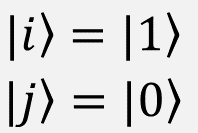 |i⟩ = |1⟩
|j⟩ = |0⟩